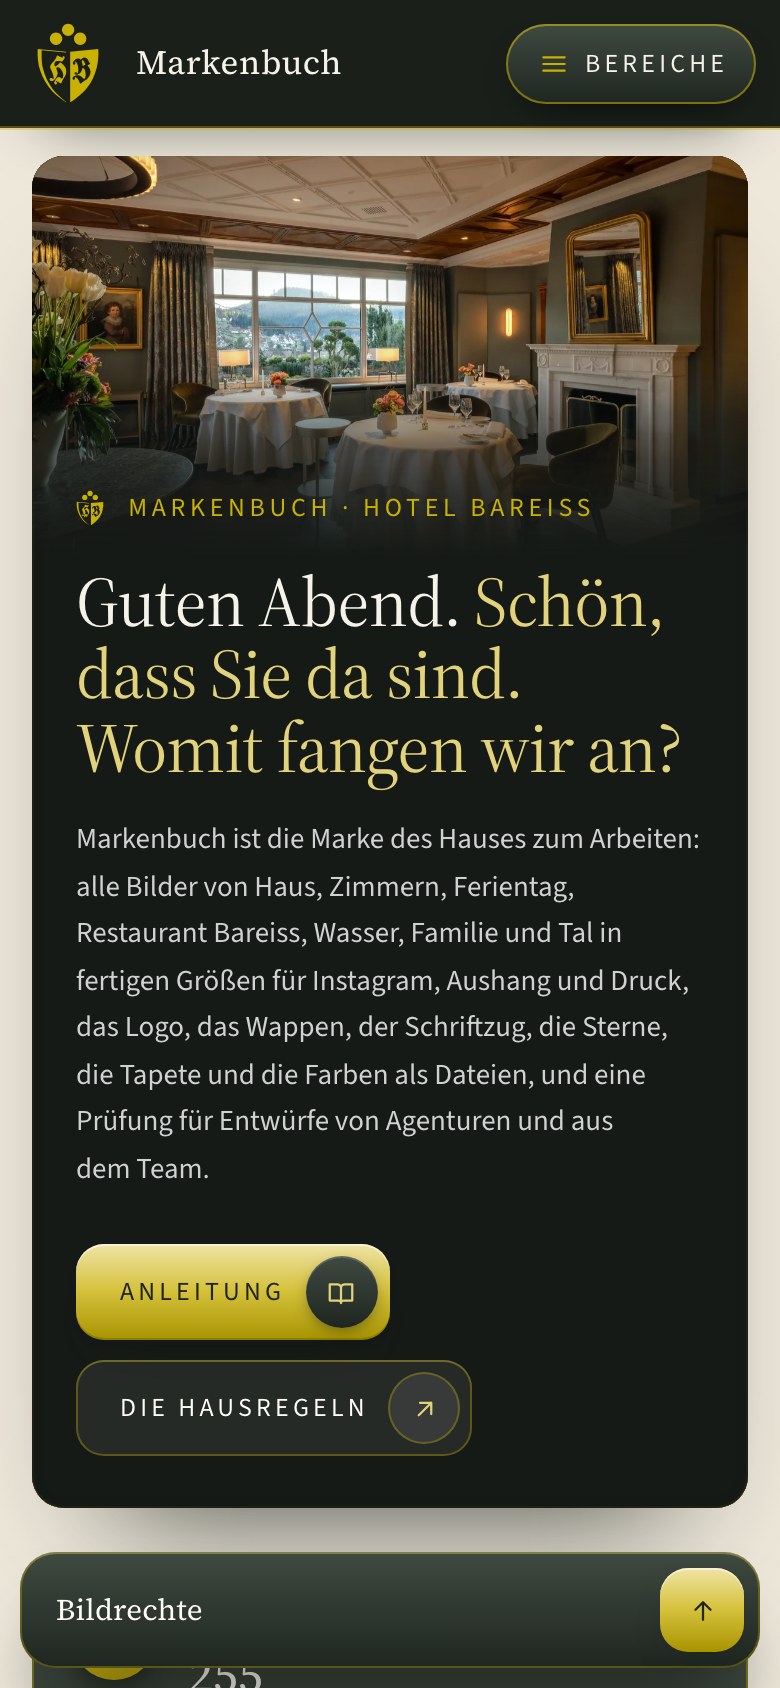 HB
Markenbuch
BEREICHE
HB
MARKENBUCH · HOTEL BAREISS
Guten Abend. Schön,
dass Sie da sind.
Womit fangen wir an?
Markenbuch ist die Marke des Hauses zum Arbeiten:
alle Bilder von Haus, Zimmern, Ferientag,
Restaurant Bareiss, Wasser, Familie und Tal in
fertigen Größen für Instagram, Aushang und Druck,
das Logo, das Wappen, der Schriftzug, die Sterne,
die Tapete und die Farben als Dateien, und eine
Prüfung für Entwürfe von Agenturen und aus
dem Team.
ANLEITUNG
DIE HAUSREGELN
Bildrechte
255